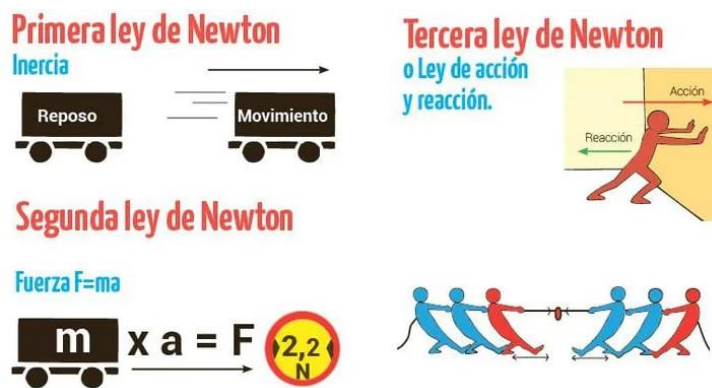 Primera ley de Newton
Inercia
Reposo
Movimiento
Segunda ley de Newton
Fuerza F=ma
m x a = F 2,2 N
Tercera ley de Newton
o Ley de acción
y reacción.
Acción
Reacción